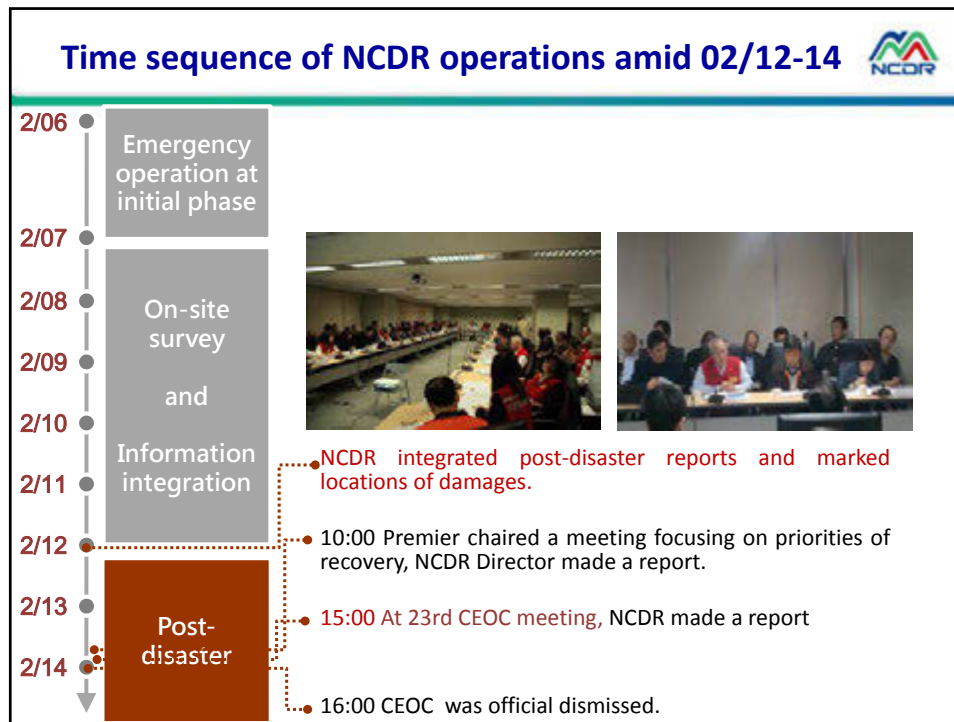 Time sequence of NCDR operations amid 02/12-14
NCDR
2/06
Emergency
operation at
initial phase
2/07
2/08
On-site
survey
2/09
and
2/10
Information
integration
NCDR integrated post-disaster reports and marked
locations of damages.
2/11
2/12
10:00 Premier chaired a meeting focusing on priorities of
recovery, NCDR Director made a report.
2/13
Post-
disaster
15:00 At 23rd CEOC meeting, NCDR made a report
2/14
16:00 CEOC was official dismissed.